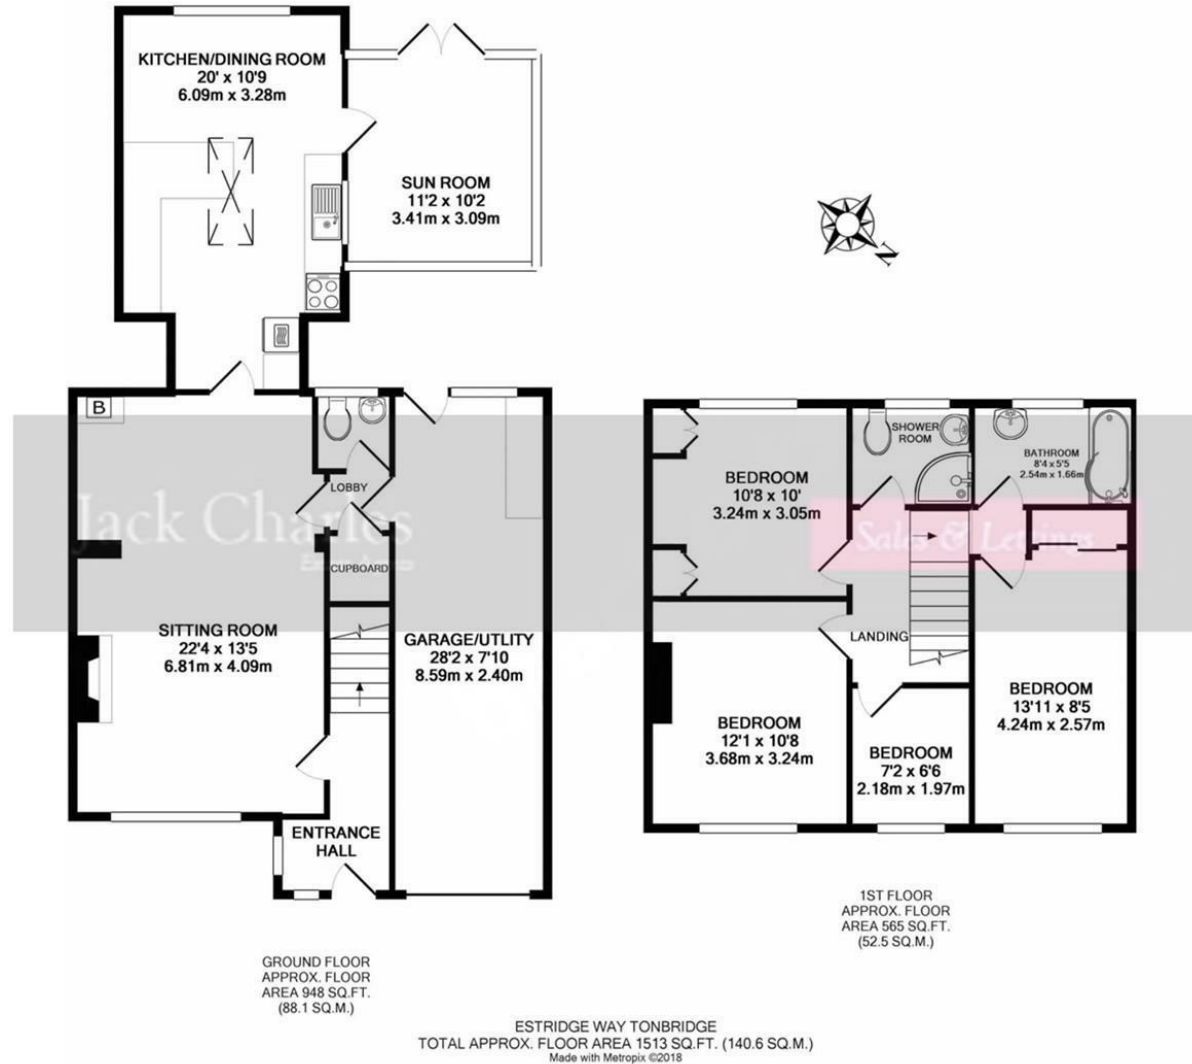 KITCHEN/DINING ROOM
20' x 10'9
6.09m x 3.28m
SUN ROOM
11'2 x 10'2
3.41m x 3.09m
N
B
LOBBY
CUPBOARD
SITTING ROOM
22'4 x 13'5
6.81m x 4.09m
GARAGE/UTLITY
28'2 x 7'10
8.59m x 2.40m
ENTRANCE
HALL
GROUND FLOOR
APPROX. FLOOR
AREA 948 SQ.FT.
(88.1 SQ.M.)
BEDROOM
10'8 x 10'
3.24m x 3.05m
SHOWER
ROOM
BATHROOM
8'4 x 5'5
2.54m x 1.66m
LANDING
BEDROOM
12'1 x 10'8
3.68m x 3.24m
BEDROOM
7'2 x 6'6
2.18m x 1.97m
BEDROOM
13'11 x 8'5
4.24m x 2.57m
1ST FLOOR
APPROX. FLOOR
AREA 565 SQ.FT.
(52.5 SQ.M.)
Jack Charles
Sales & Lettings
ESTRIDGE WAY TONBRIDGE
TOTAL APPROX. FLOOR AREA 1513 SQ.FT. (140.6 SQ.M.)
Made with Metropix ©2018